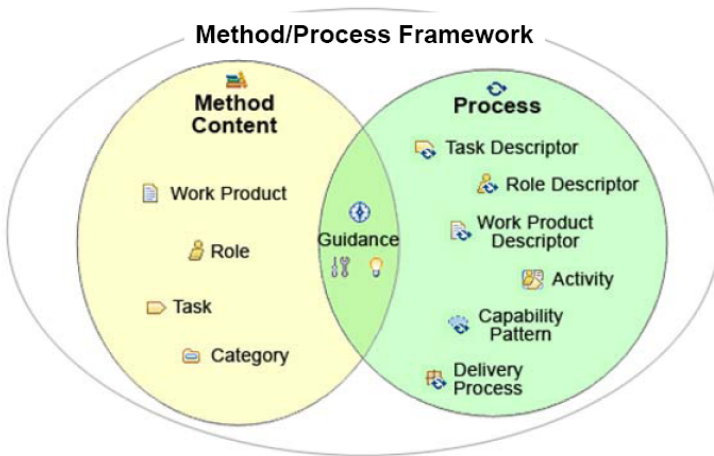 Method/Process Framework
Method
Content
Work Product
Role
Task
Category
Guidance
Process
Task Descriptor
Role Descriptor
Work Product
Descriptor
Activity
Capability
Pattern
Delivery
Process